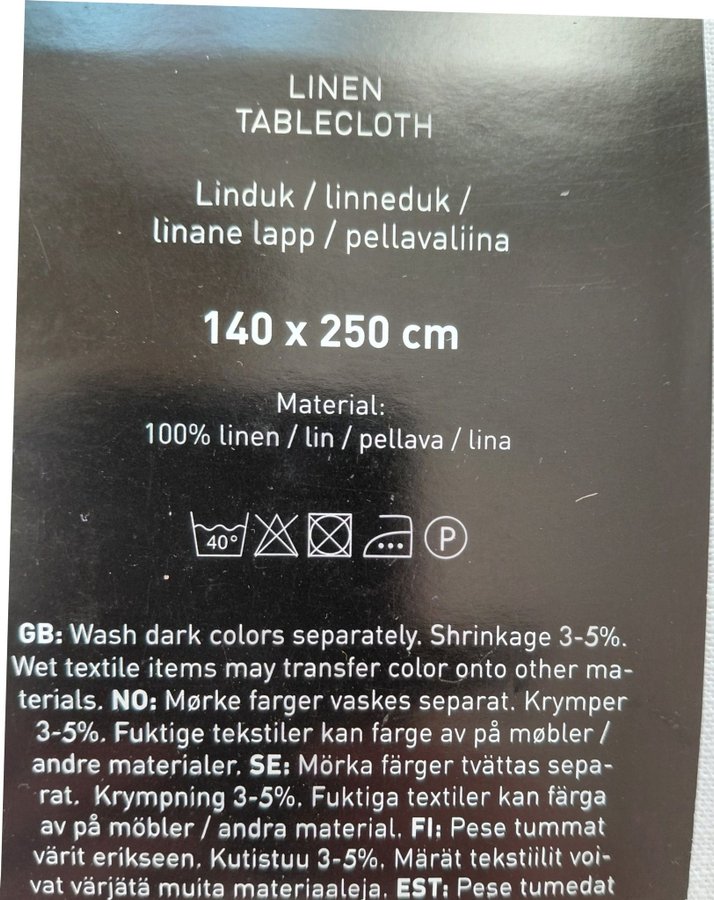 LINEN
TABLECLOTH
Linduk / linneduk /
linane lapp / pellavaliina
140 x 250 cm
Material:
100% linen / lin / pellava / lina
40° P
GB: Wash dark colors separately. Shrinkage 3-5%.
Wet textile items may transfer color onto other ma-
terials. NO: Mørke farger vaskes separat. Krymper
3-5%. Fuktige tekstiler kan farge av på møbler /
andre materialer. SE: Mörka färger tvättas sepa-
rat. Krympning 3-5%. Fuktiga textiler kan färga
av på möbler / andra material. FI: Pese tummat
värit erikseen. Kutistuu 3-5%. Märät tekstiilit voi-
vat värjätä muita materiaaleja. EST: Pese tumedat